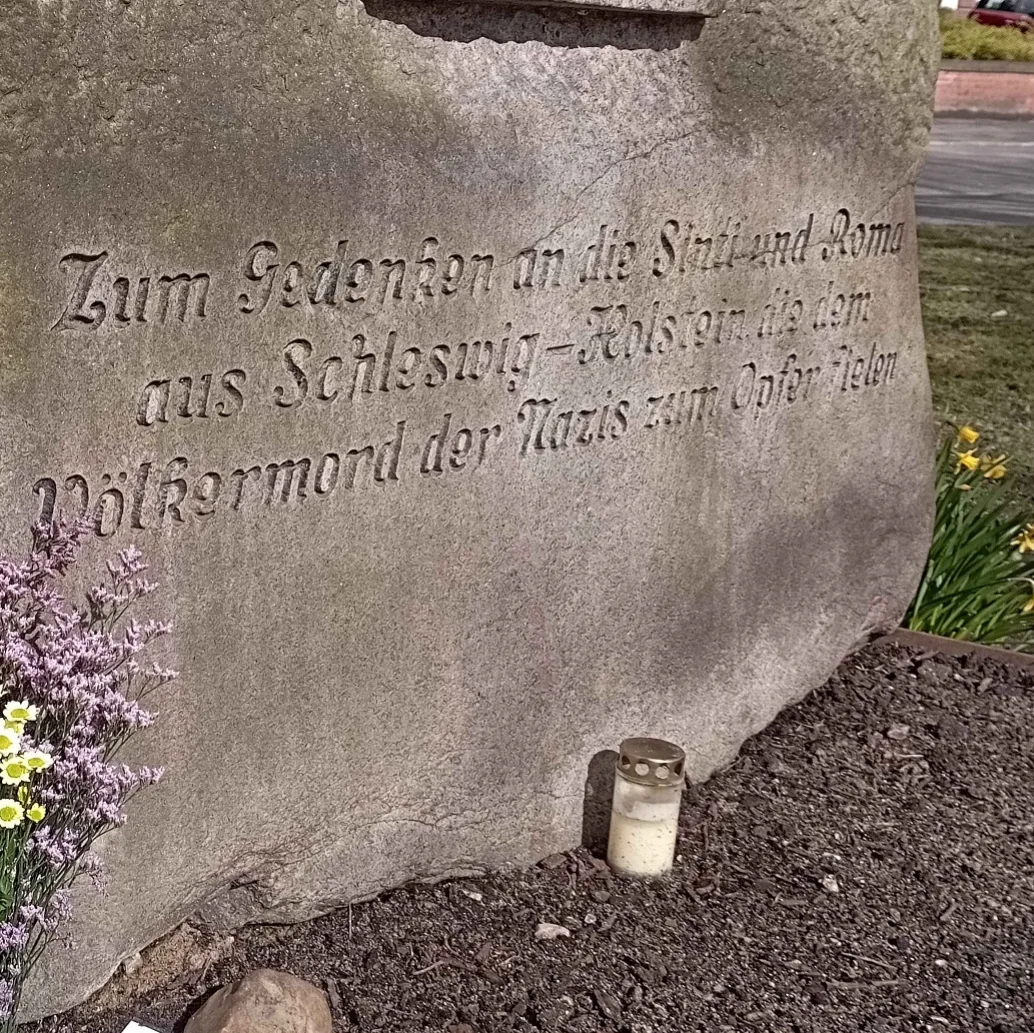 Zum Gedenken an die Sinti und Roma
aus Schleswig-Holstein die dem
Völkermord der Nazis zum Opfer fielen